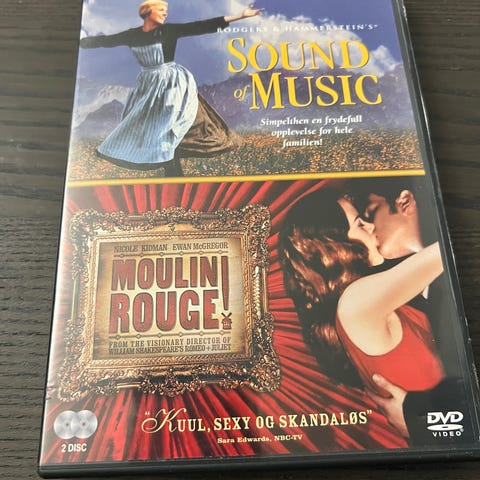 RODGERS & HAMMERSTEIN'S
SOUND
of MUSIC
Simpelthen en frydefull
opplevelse for hele
familien!
NICOLE KIDMAN EWAN McGREGOR
MOULIN
ROUGE!
FROM THE VISIONARY DIRECTOR OF
WILLIAM SHAKESPEARE'S ROMEO + JULIET
"KUUL, SEXY OG SKANDALØS"
Sara Edwards, NBC-TV
2 DISC
DVD
VIDEO